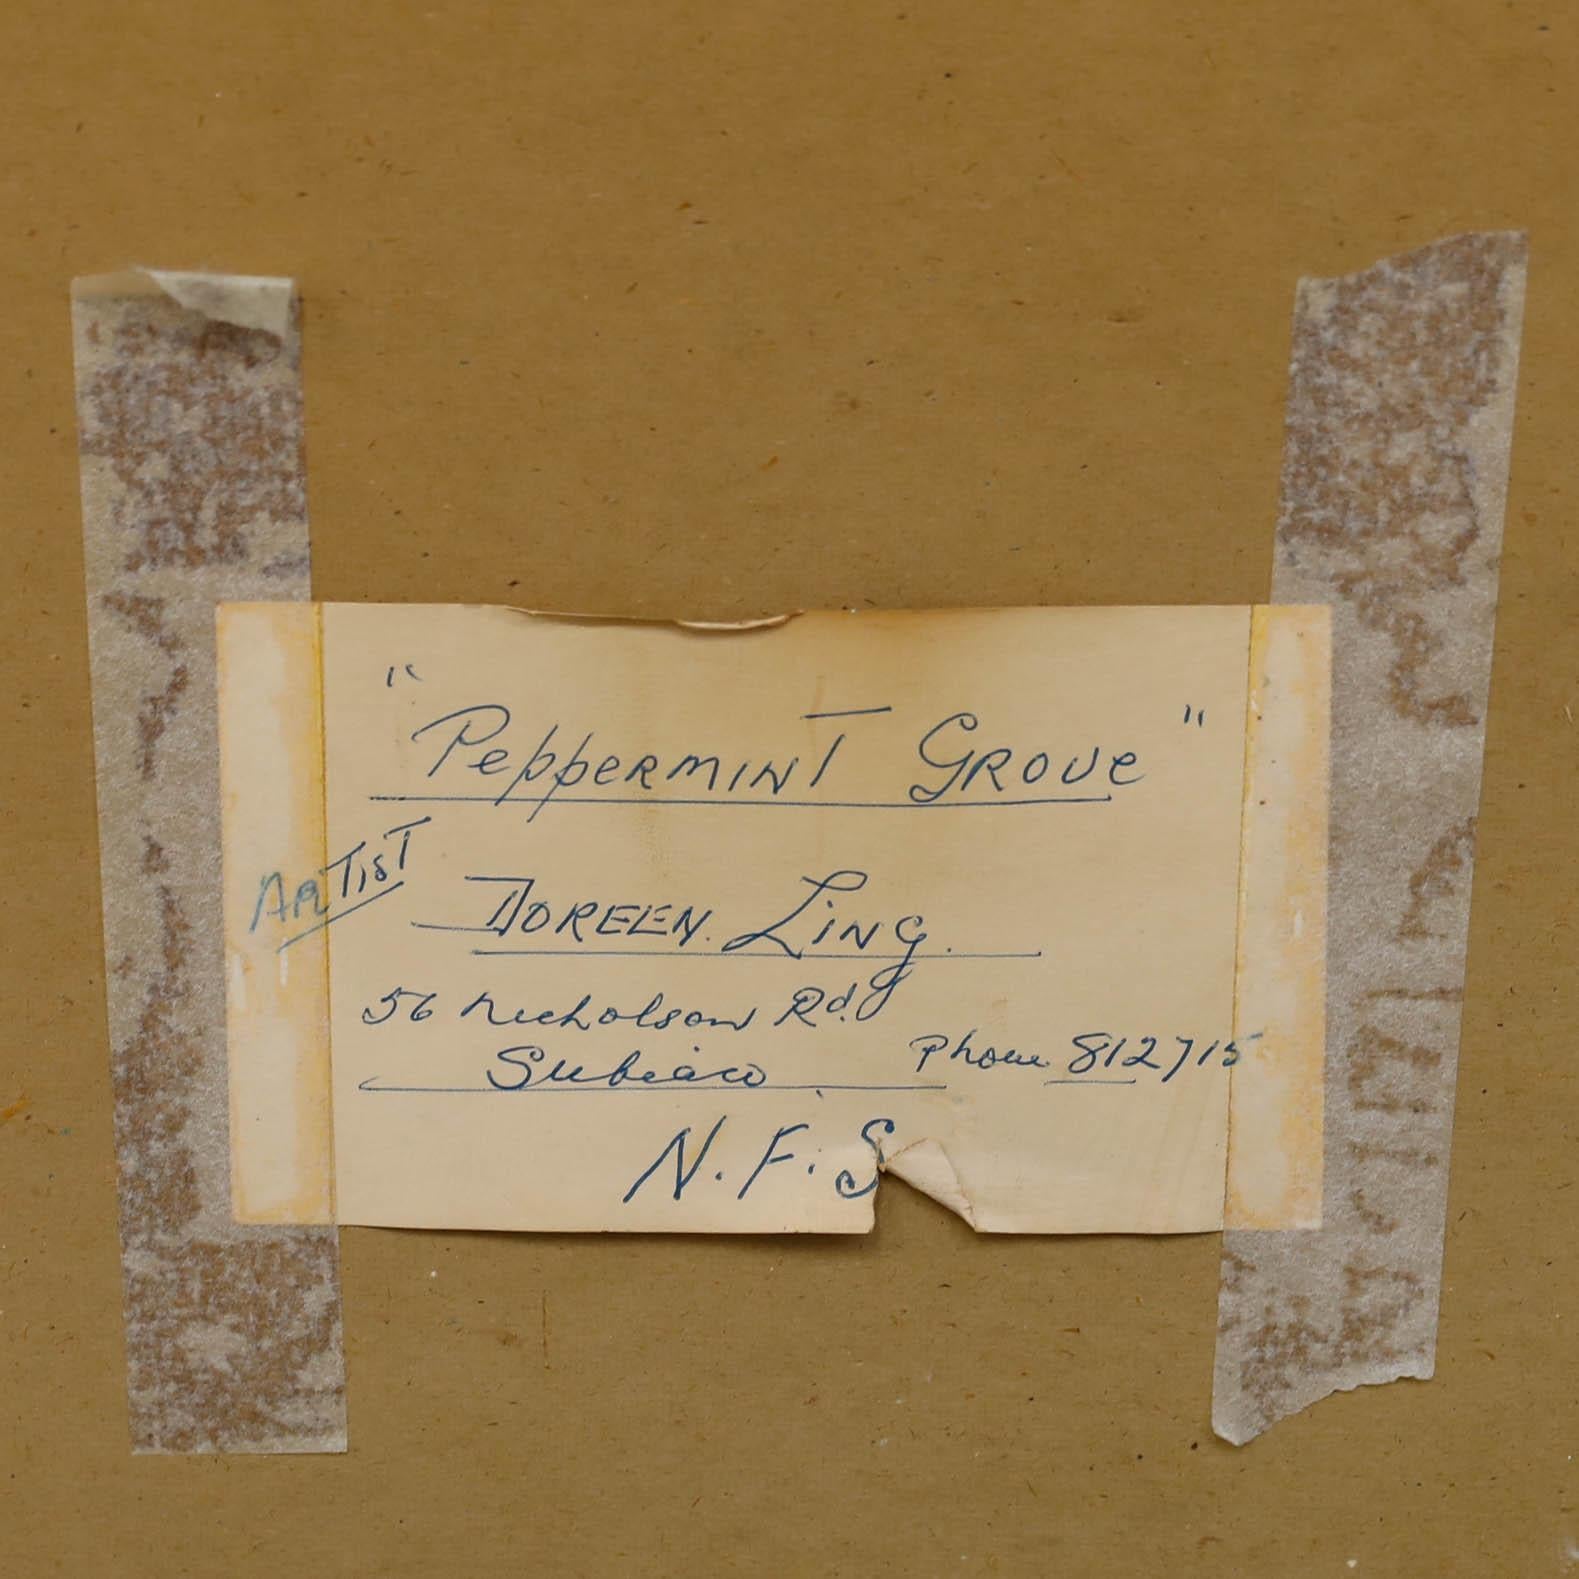 "Peppermint Grove"
Artist Doreen Ling.
56 Nicholson Rd.
Subiaco Phone 812715
N.F.S